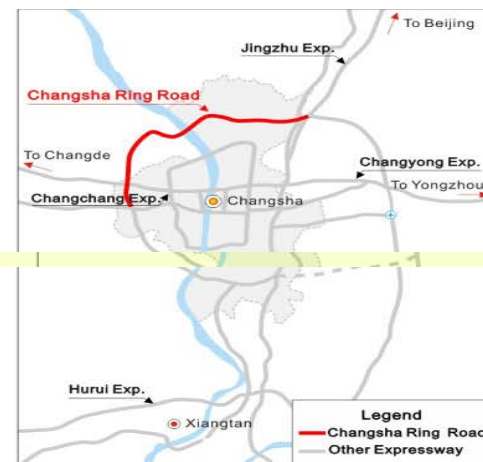 To Beijing
Jingzhu Exp.
Changsha Ring Road
To Changde
Changyong Exp.
To Yongzhou
Changchang Exp.
Changsha
Hurui Exp.
Xiangtan
Legend
Changsha Ring Road
Other Expressway